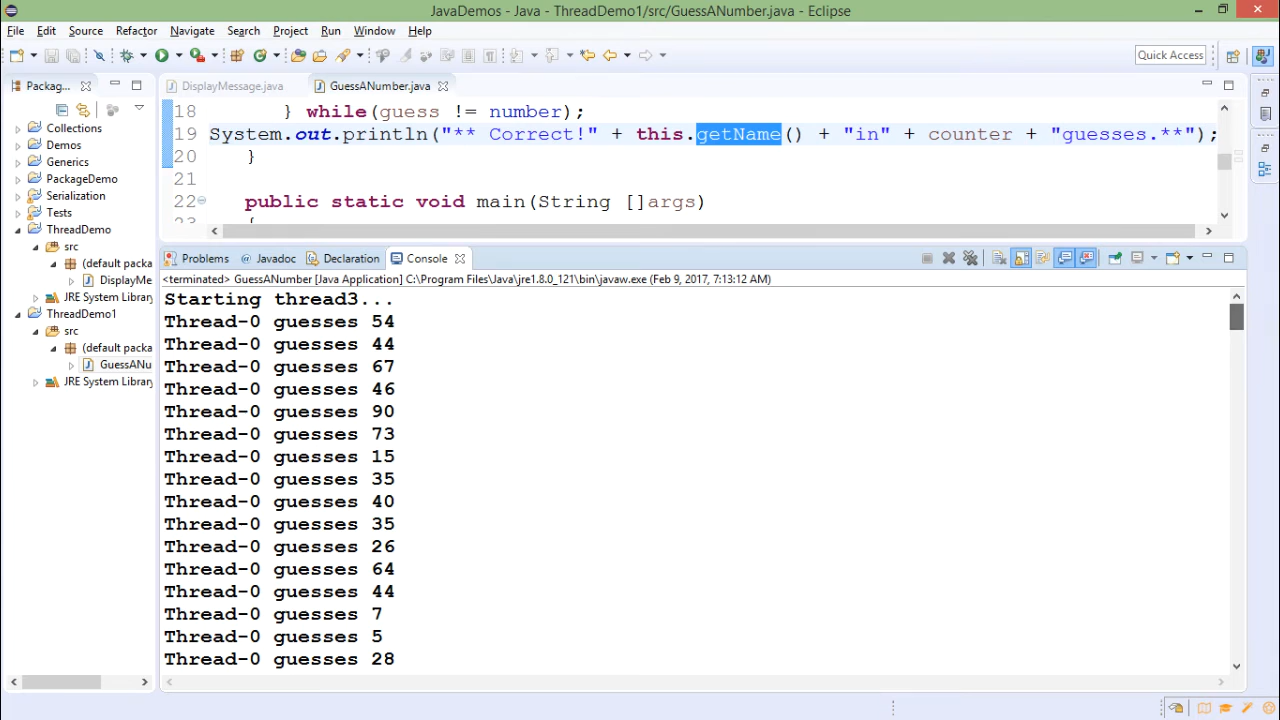 JavaDemos - Java - ThreadDemo1/src/GuessANumber.java - Eclipse
File Edit Source Refactor Navigate Search Project Run Window Help
Quick Access
Packag...
DisplayMessage.java
GuessANumber.java
Collections
Demos
Generics
PackageDemo
Serialization
Tests
ThreadDemo
src
(default packa
DisplayMe
JRE System Library
ThreadDemo1
src
(default packa
GuessANu
JRE System Library
18 } while(guess != number);
19 System.out.println("** Correct!" + this.getName() + "in" + counter + "guesses.**");
20 }
21
22 public static void main(String []args)
23 {
Problems Javadoc Declaration Console
<terminated> GuessANumber [Java Application] C:\Program Files\Java\jre1.8.0_121\bin\javaw.exe (Feb 9, 2017, 7:13:12 AM)
Starting thread3...
Thread-0 guesses 54
Thread-0 guesses 44
Thread-0 guesses 67
Thread-0 guesses 46
Thread-0 guesses 90
Thread-0 guesses 73
Thread-0 guesses 15
Thread-0 guesses 35
Thread-0 guesses 40
Thread-0 guesses 35
Thread-0 guesses 26
Thread-0 guesses 64
Thread-0 guesses 44
Thread-0 guesses 7
Thread-0 guesses 5
Thread-0 guesses 28